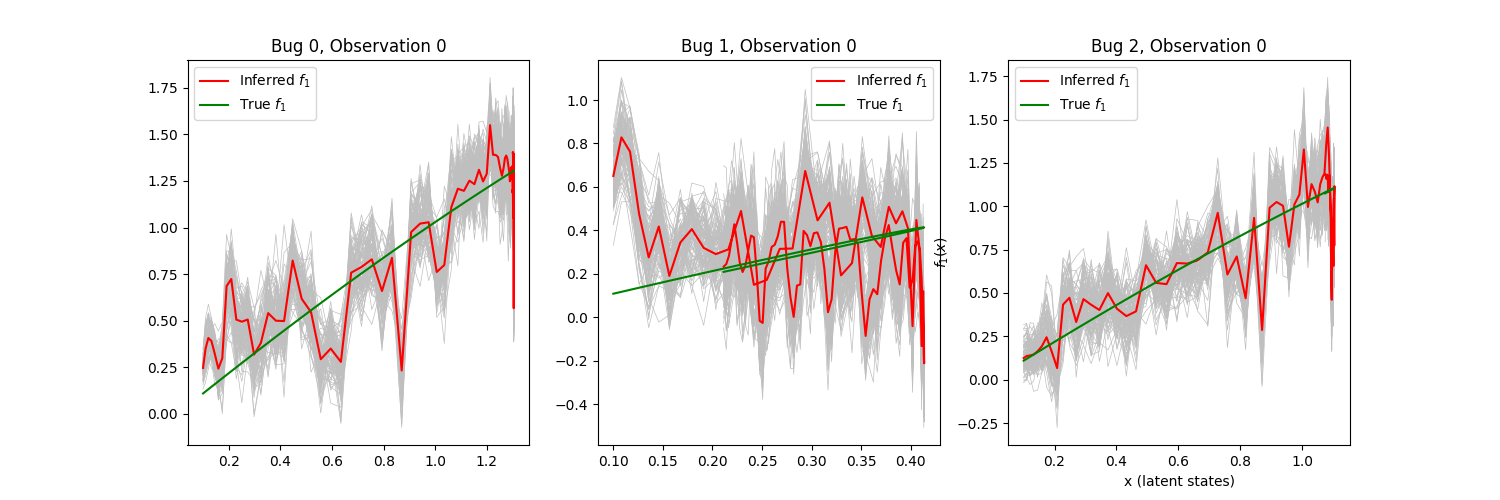 Bug 0, Observation 0
Inferred f₁
True f₁
1.75
1.50
1.25
1.00
0.75
0.50
0.25
0.00
0.2 0.4 0.6 0.8 1.0 1.2
Bug 1, Observation 0
Inferred f₁
True f₁
1.0
0.8
0.6
0.4
0.2
0.0
−0.2
−0.4
0.10 0.15 0.20 0.25 0.30 0.35 0.40
Bug 2, Observation 0
Inferred f₁
True f₁
f₁(x)
1.75
1.50
1.25
1.00
0.75
0.50
0.25
0.00
−0.25
0.2 0.4 0.6 0.8 1.0
x (latent states)